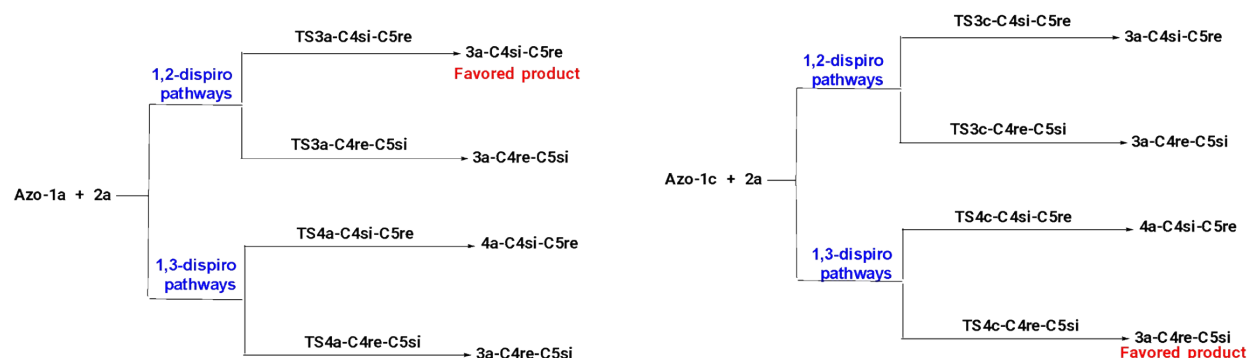 TS3a-C4si-C5re
3a-C4si-C5re
Favored product
1,2-dispiro
pathways
TS3a-C4re-C5si
3a-C4re-C5si
Azo-1a + 2a
TS4a-C4si-C5re
4a-C4si-C5re
1,3-dispiro
pathways
TS4a-C4re-C5si
3a-C4re-C5si
TS3c-C4si-C5re
3a-C4si-C5re
1,2-dispiro
pathways
TS3c-C4re-C5si
3a-C4re-C5si
Azo-1c + 2a
TS4c-C4si-C5re
4a-C4si-C5re
1,3-dispiro
pathways
TS4c-C4re-C5si
3a-C4re-C5si
Favored product